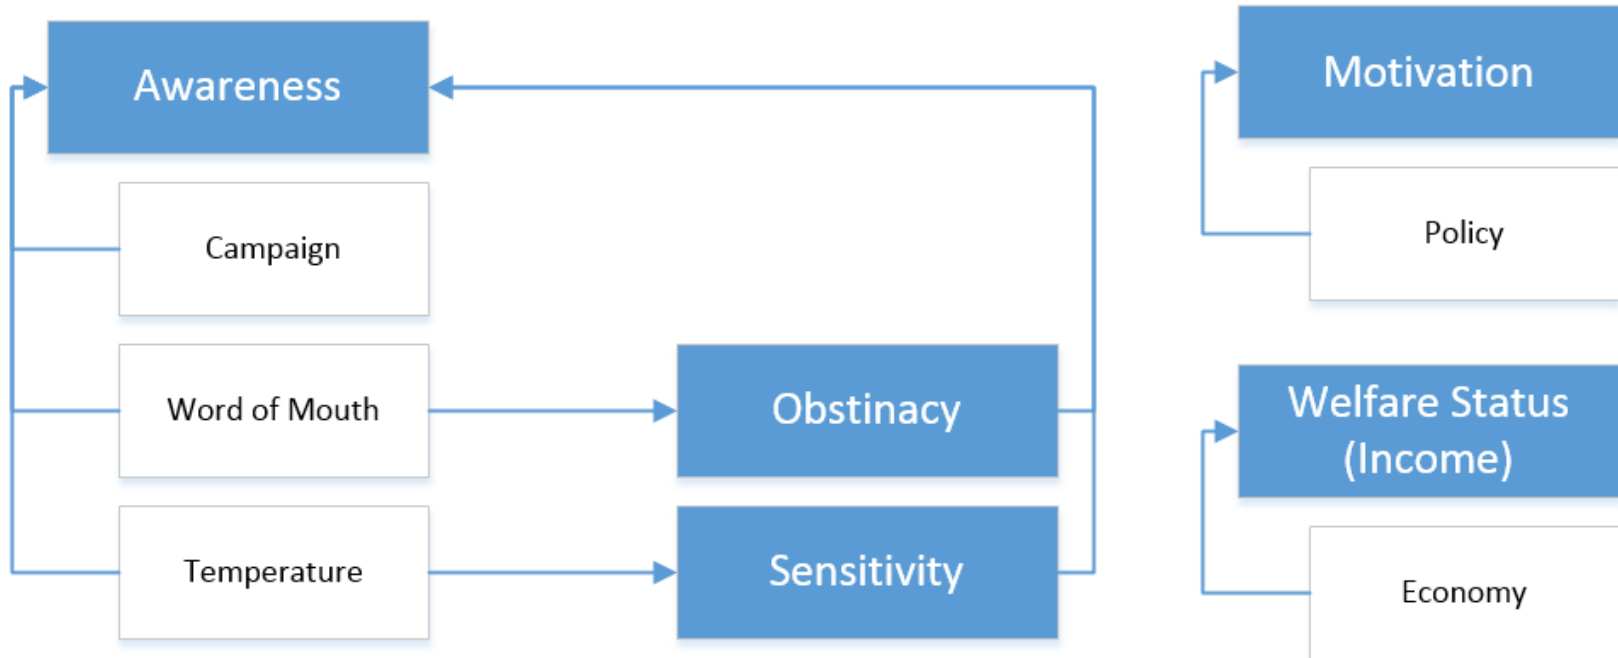 Awareness
Campaign
Word of Mouth
Temperature
Obstinacy
Sensitivity
Motivation
Policy
Welfare Status
(Income)
Economy